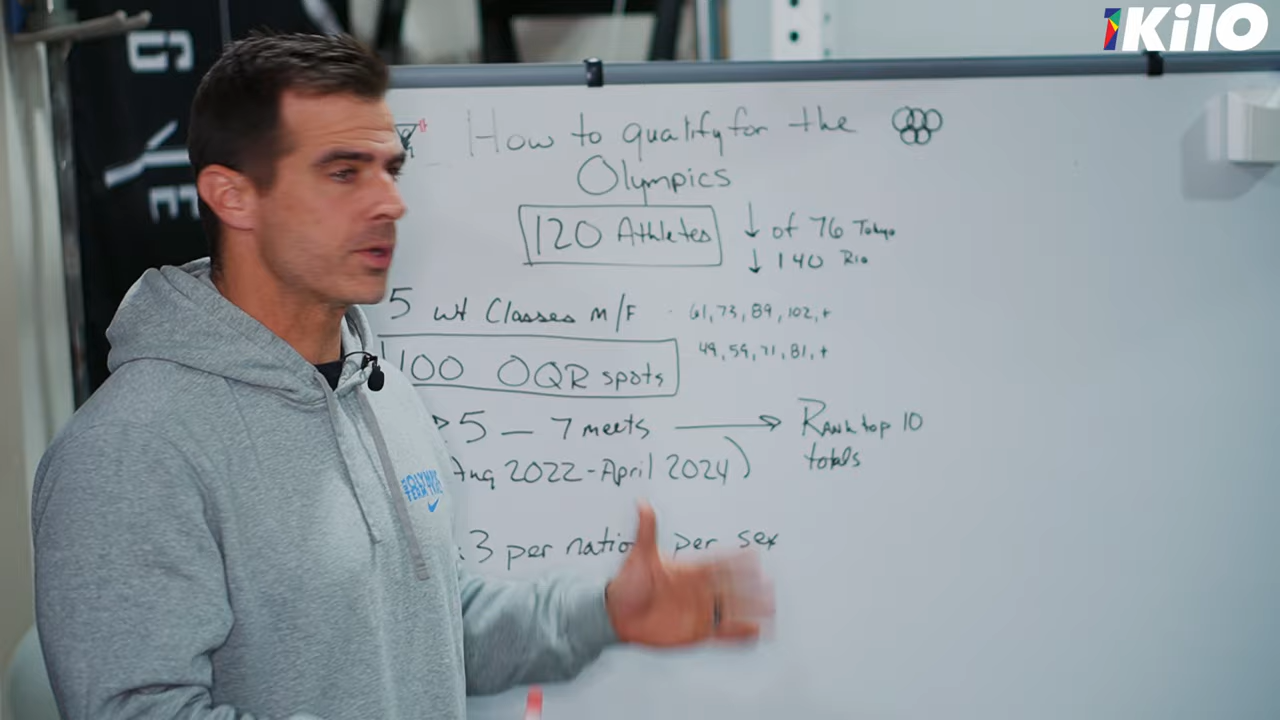 1Kilo
How to qualify for the
Olympics
120 Athletes
↓ of 76 Tokyo
↓ 140 Rio
5 wt Classes M/F
61, 73, 89, 102, +
49, 59, 71, 81, +
100 OQR spots
5 – 7 meets → Rank top 10
totals
Aug 2022 - April 2024)
3 per nation per sex